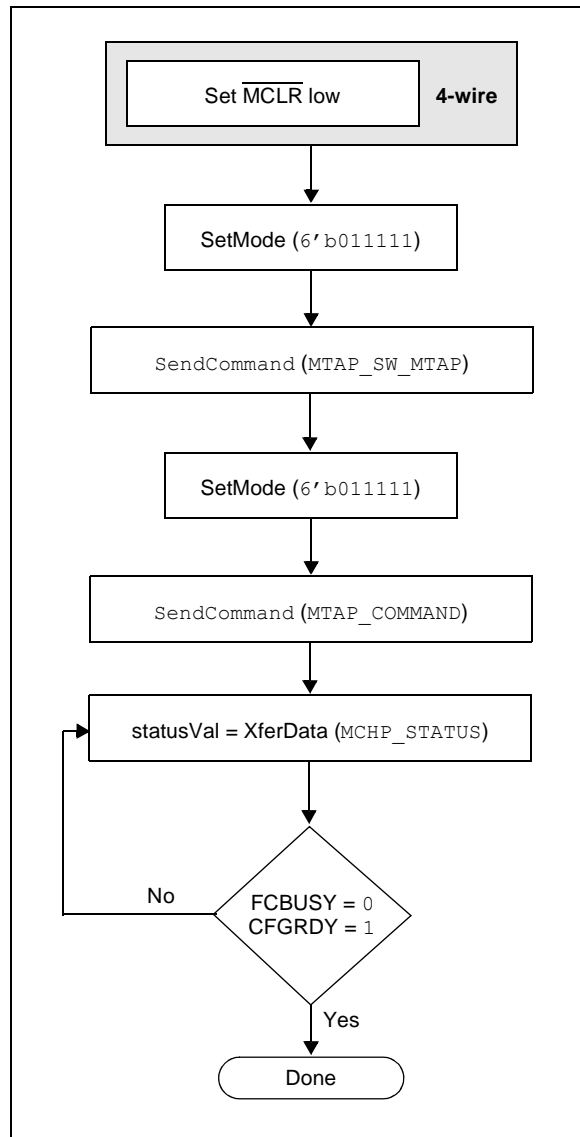 Set MCLR low
4-wire
SetMode (6’b011111)
SendCommand (MTAP_SW_MTAP)
SetMode (6’b011111)
SendCommand (MTAP_COMMAND)
statusVal = XferData (MCHP_STATUS)
No
FCBUSY = 0
CFGRDY = 1
Yes
Done